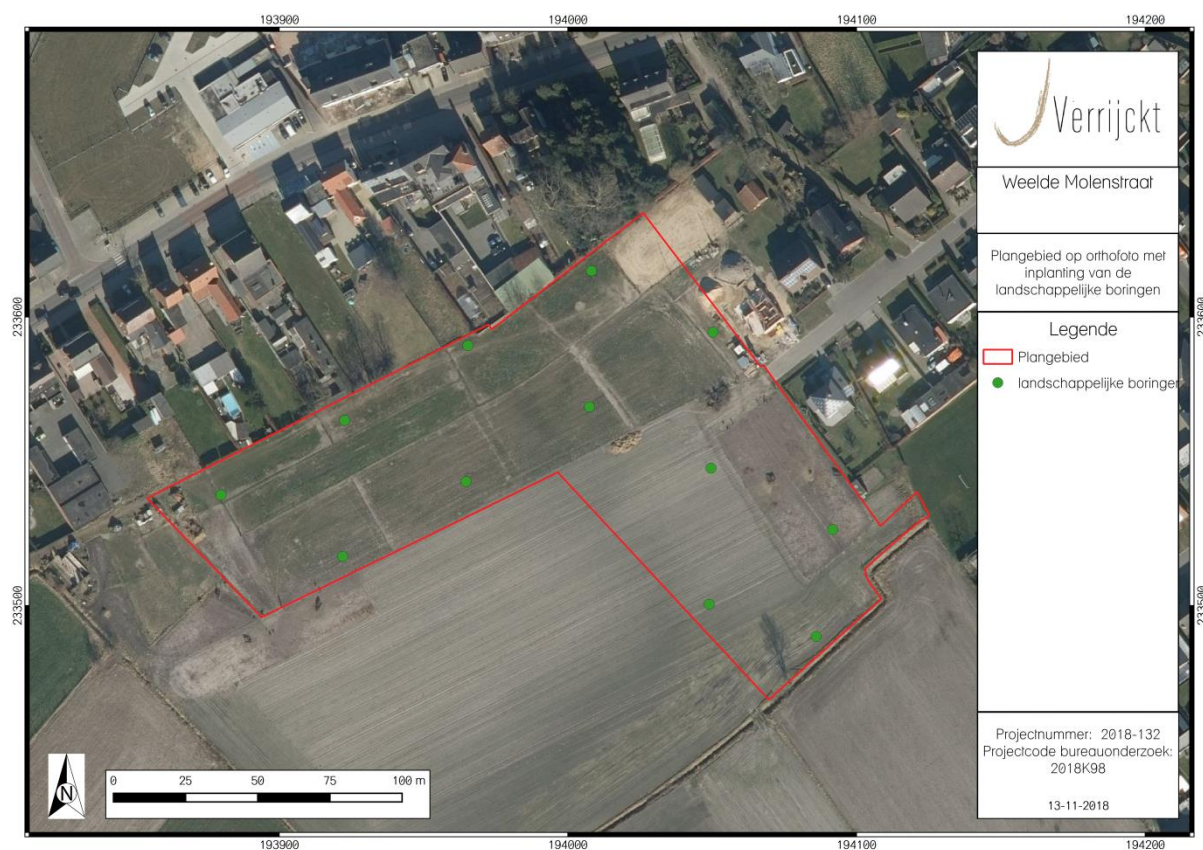 193900
194000
194100
194200
Verrijckt
Weelde Molenstraat
Plangebied op orthofoto met
inplanting van de
landschappelijke boringen
Legende
Plangebied
landschappelijke boringen
233600
233600
233500
233500
0 25 50 75 100 m
N
Projectnummer: 2018-132
Projectcode bureauonderzoek:
2018K98
13-11-2018
193900
194000
194100
194200